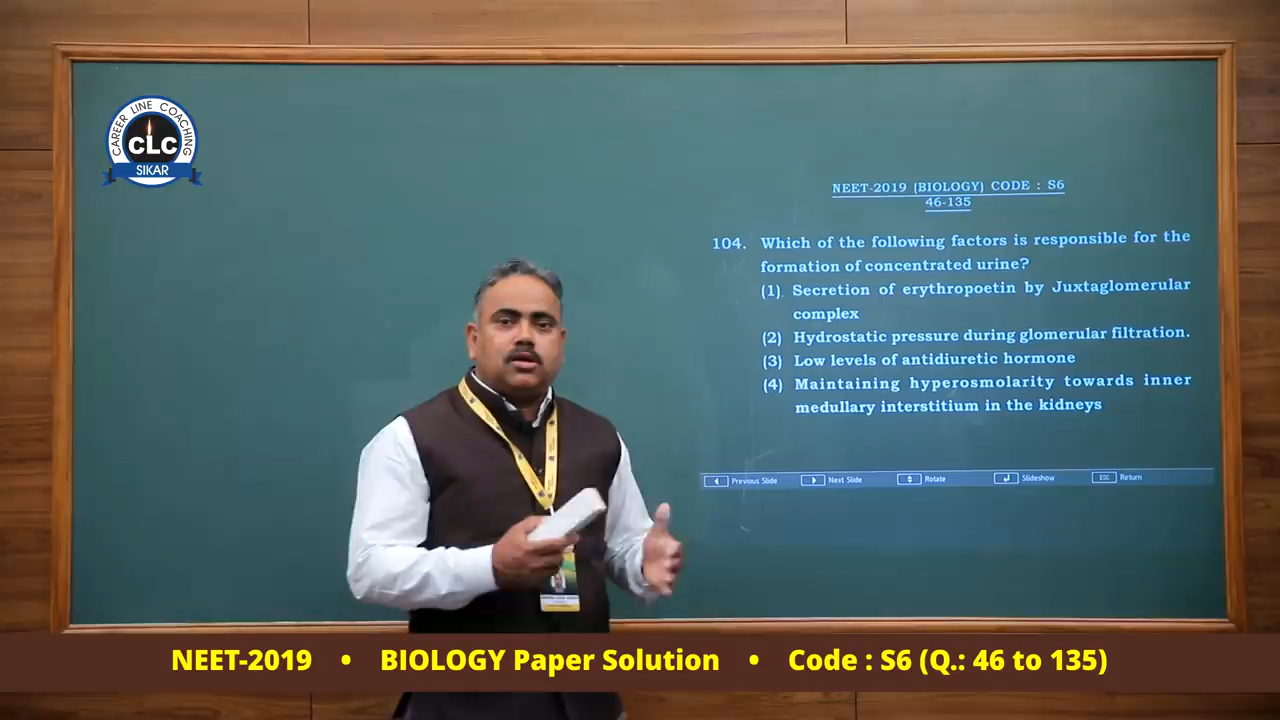 CAREER LINE COACHING
CLC
SIKAR
NEET-2019 (BIOLOGY) CODE : S6
46-135
104. Which of the following factors is responsible for the
formation of concentrated urine?
(1) Secretion of erythropoetin by Juxtaglomerular
complex
(2) Hydrostatic pressure during glomerular filtration.
(3) Low levels of antidiuretic hormone
(4) Maintaining hyperosmolarity towards inner
medullary interstitium in the kidneys
Previous Slide Next Slide Rotate Slideshow ESC Return
NEET-2019 • BIOLOGY Paper Solution • Code : S6 (Q.: 46 to 135)